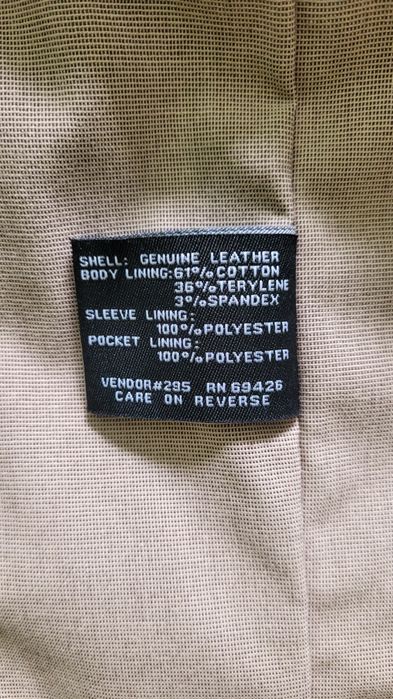 SHELL: GENUINE LEATHER
BODY LINING:61%COTTON
36%TERYLENE
3%SPANDEX
SLEEVE LINING:
100%POLYESTER
POCKET LINING:
100%POLYESTER
VENDOR#295 RN 69426
CARE ON REVERSE